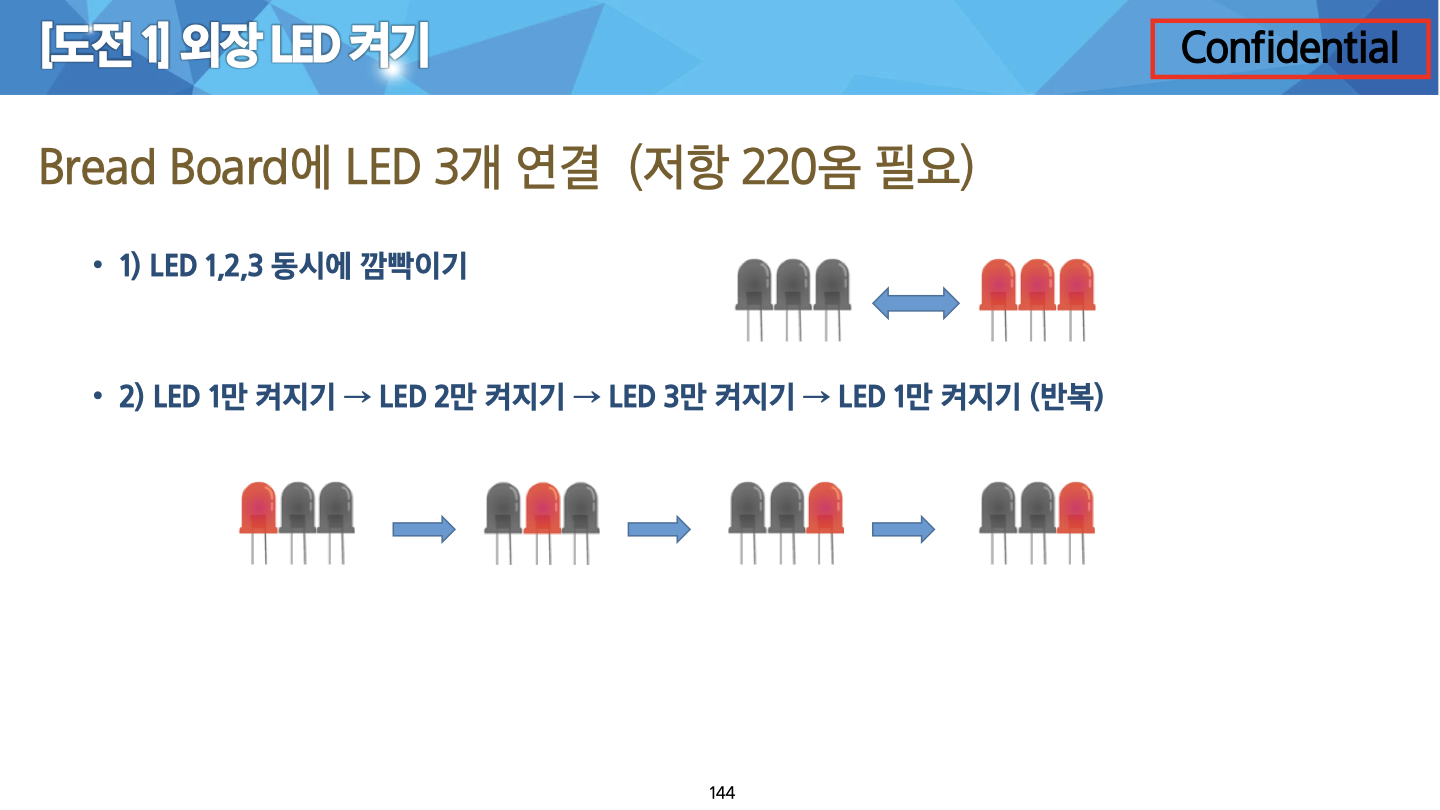 [도전 1] 외장 LED 켜기
Confidential
Bread Board에 LED 3개 연결 (저항 220옴 필요)
• 1) LED 1,2,3 동시에 깜빡이기
• 2) LED 1만 켜지기 → LED 2만 켜지기 → LED 3만 켜지기 → LED 1만 켜지기 (반복)
144